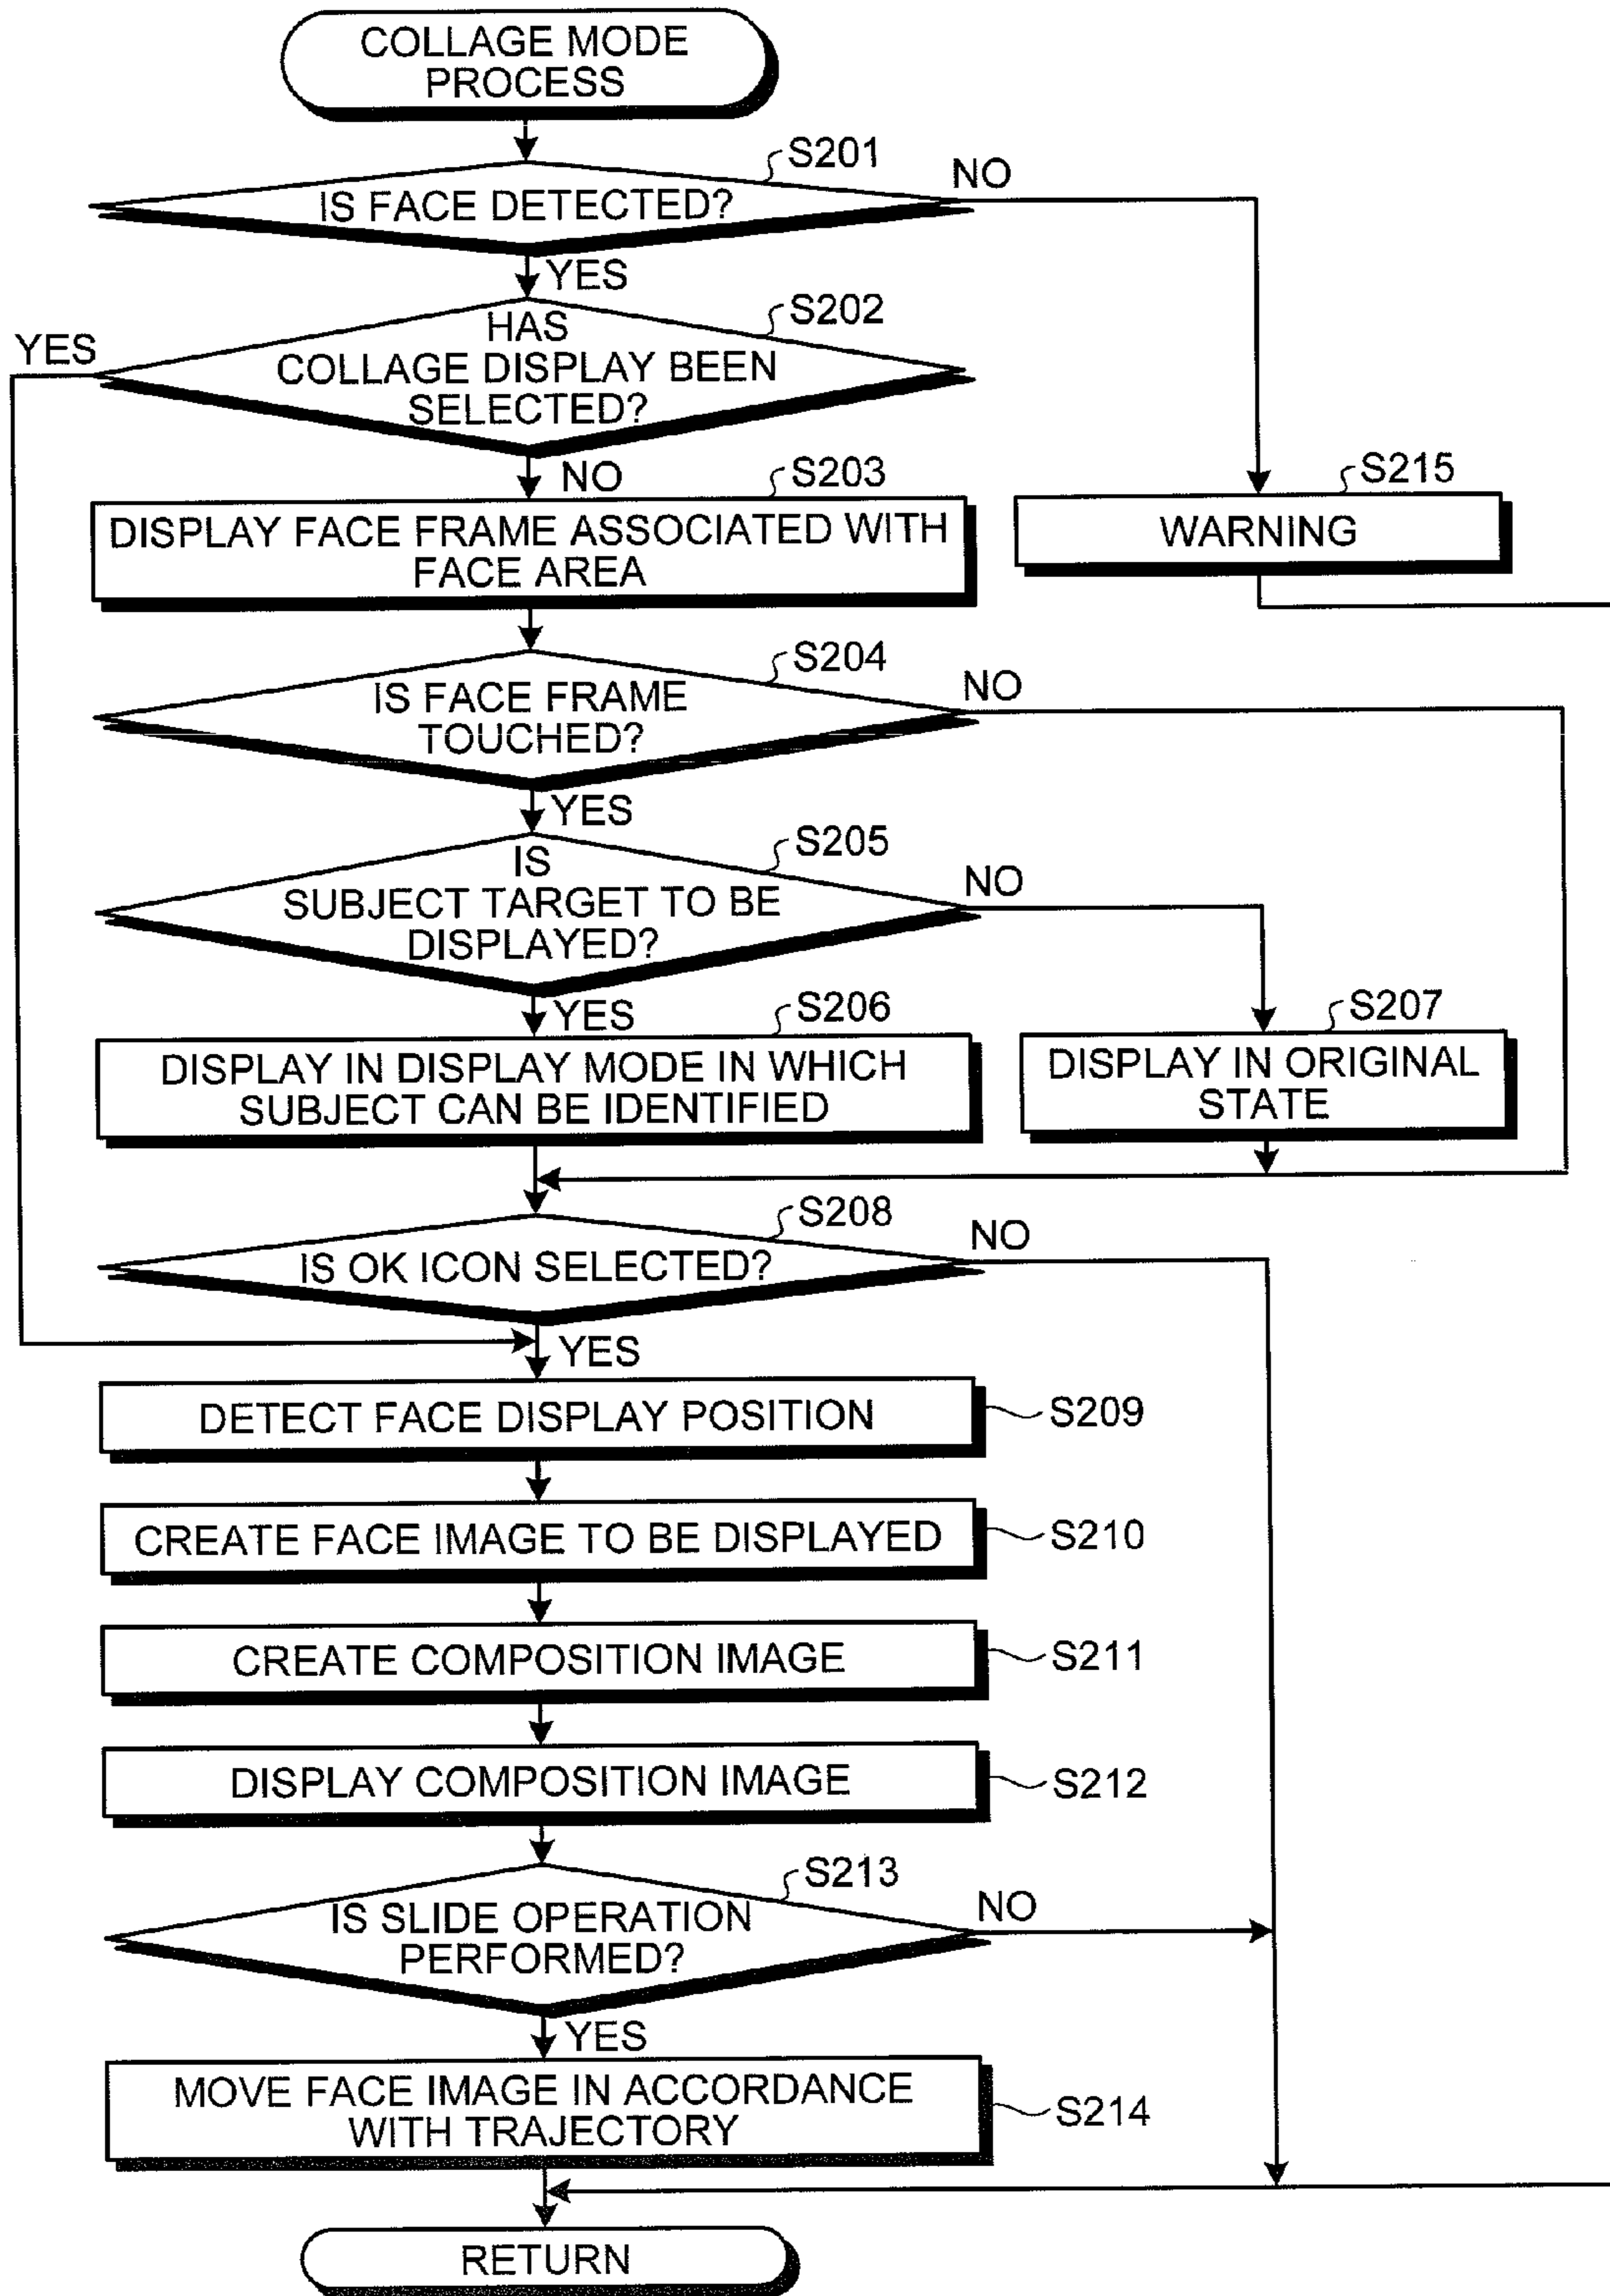 COLLAGE MODE
PROCESS
S201
IS FACE DETECTED?
NO
YES
S202
HAS
COLLAGE DISPLAY BEEN
SELECTED?
YES
NO
S203
DISPLAY FACE FRAME ASSOCIATED WITH
FACE AREA
S215
WARNING
S204
IS FACE FRAME
TOUCHED?
NO
YES
S205
IS
SUBJECT TARGET TO BE
DISPLAYED?
NO
YES
S206
DISPLAY IN DISPLAY MODE IN WHICH
SUBJECT CAN BE IDENTIFIED
S207
DISPLAY IN ORIGINAL
STATE
S208
IS OK ICON SELECTED?
NO
YES
DETECT FACE DISPLAY POSITION
S209
CREATE FACE IMAGE TO BE DISPLAYED
S210
CREATE COMPOSITION IMAGE
S211
DISPLAY COMPOSITION IMAGE
S212
S213
IS SLIDE OPERATION
PERFORMED?
NO
YES
MOVE FACE IMAGE IN ACCORDANCE
WITH TRAJECTORY
S214
RETURN